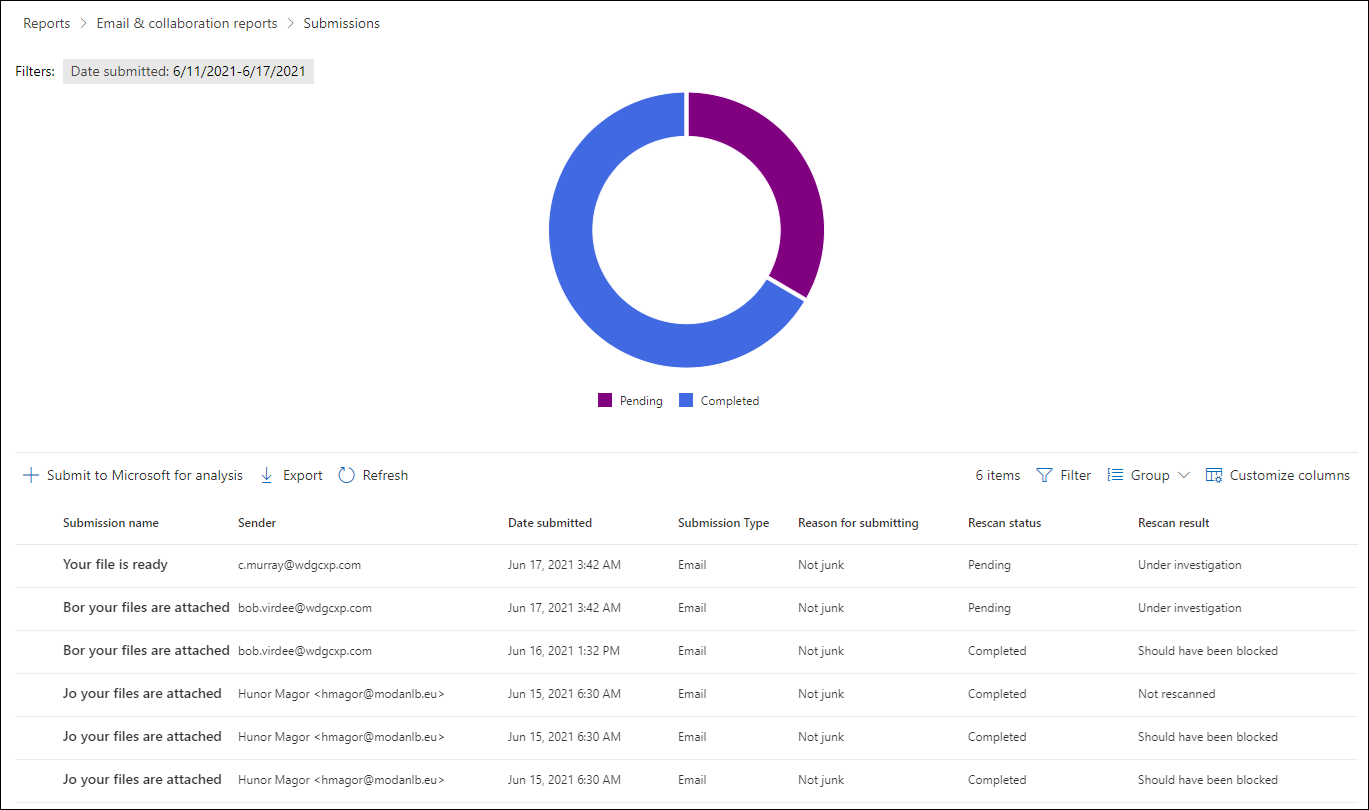 Reports > Email & collaboration reports > Submissions
Filters: Date submitted: 6/11/2021-6/17/2021
Pending Completed
Submit to Microsoft for analysis Export Refresh 6 items Filter Group Customize columns
Submission name Sender Date submitted Submission Type Reason for submitting Rescan status Rescan result
Your file is ready c.murray@wdgcxp.com Jun 17, 2021 3:42 AM Email Not junk Pending Under investigation
Bor your files are attached bob.virdee@wdgcxp.com Jun 17, 2021 3:42 AM Email Not junk Pending Under investigation
Bor your files are attached bob.virdee@wdgcxp.com Jun 16, 2021 1:32 PM Email Not junk Completed Should have been blocked
Jo your files are attached Hunor Magor <hmagor@modanlb.eu> Jun 15, 2021 6:30 AM Email Not junk Completed Not rescanned
Jo your files are attached Hunor Magor <hmagor@modanlb.eu> Jun 15, 2021 6:30 AM Email Not junk Completed Should have been blocked
Jo your files are attached Hunor Magor <hmagor@modanlb.eu> Jun 15, 2021 6:30 AM Email Not junk Completed Should have been blocked